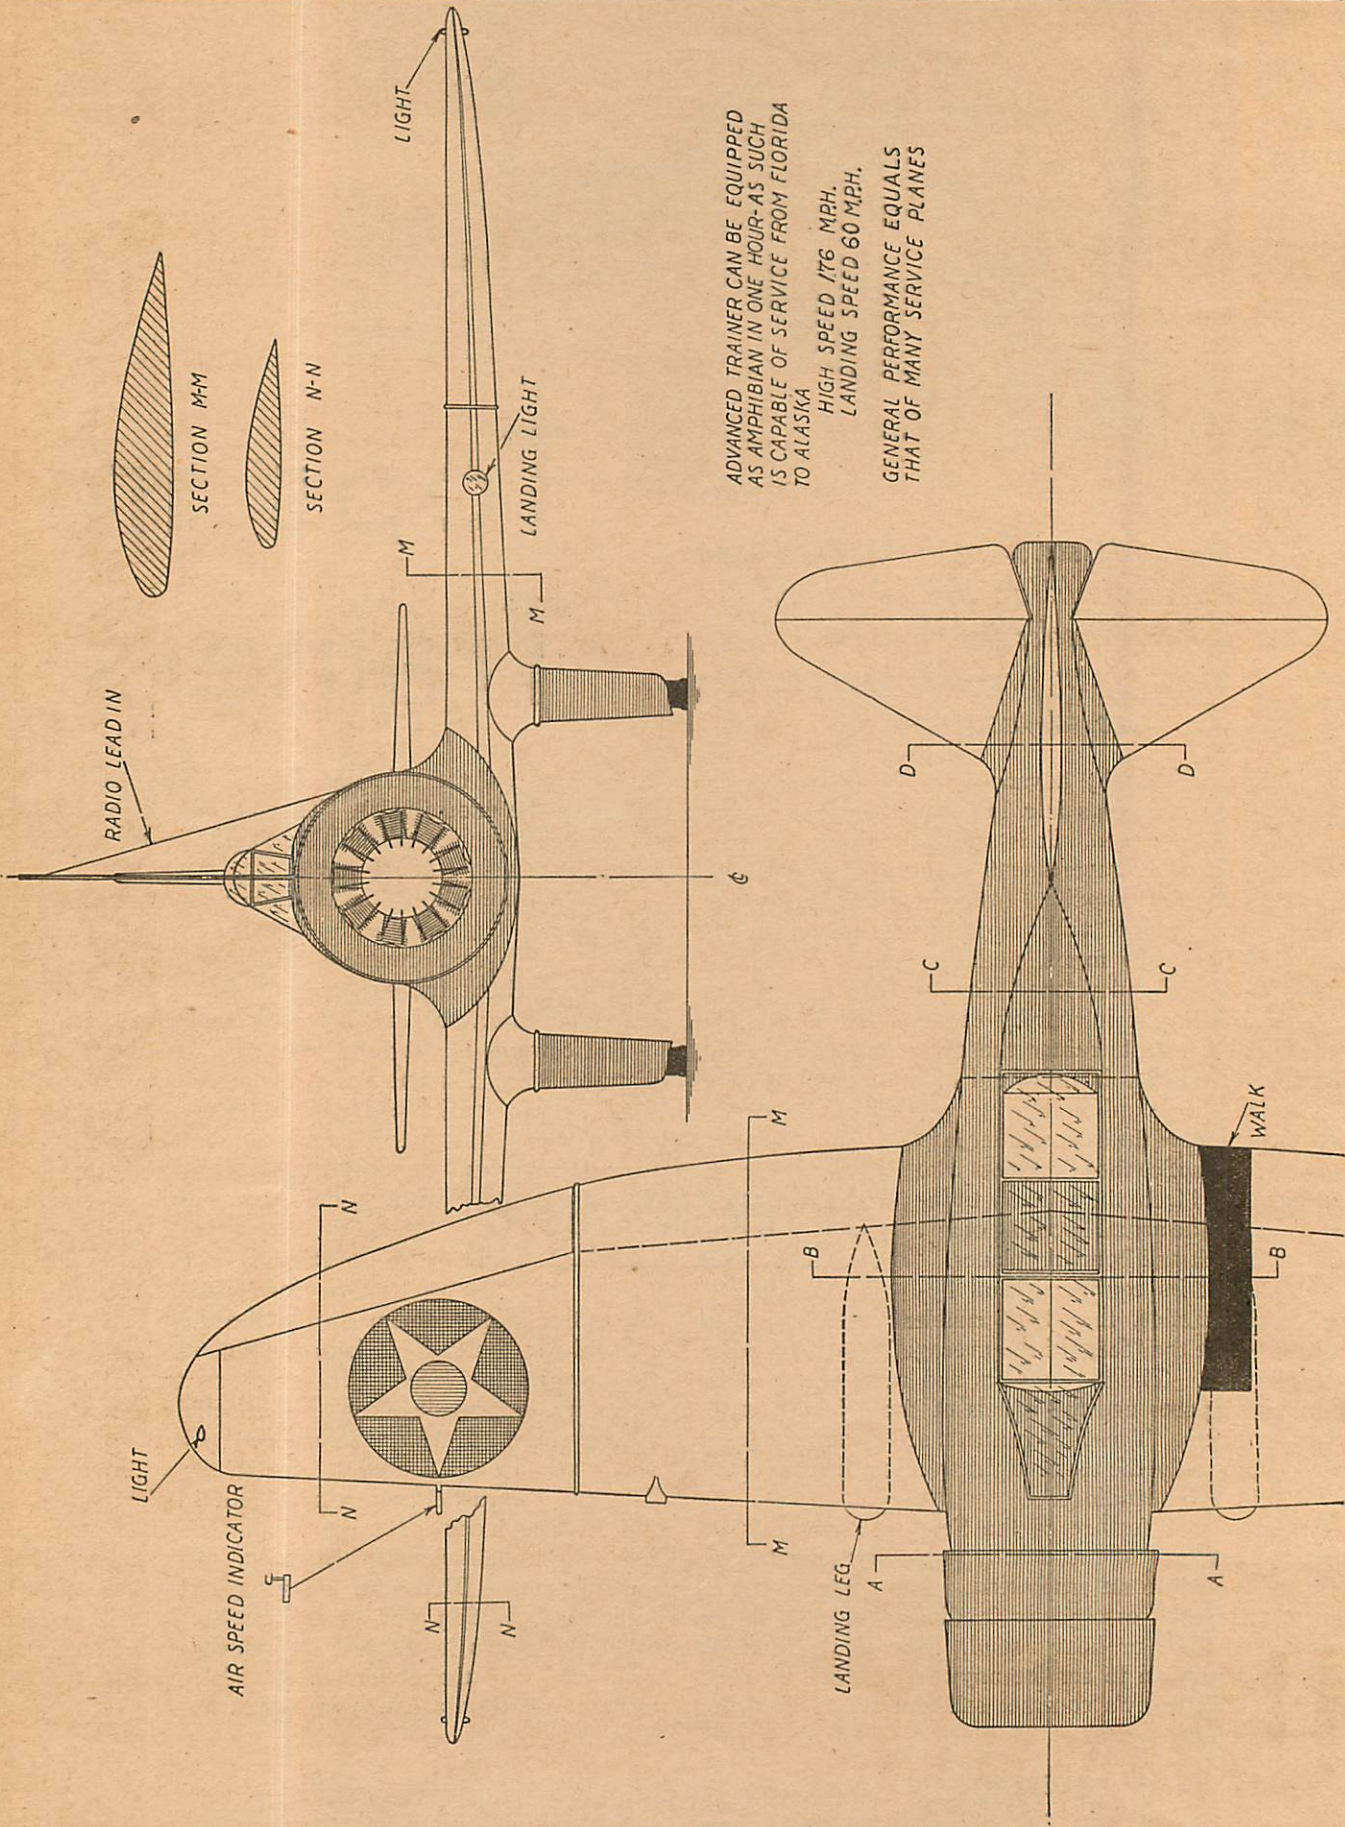 LIGHT
RADIO LEAD IN
SECTION M-M
SECTION N-N
LIGHT
LANDING LIGHT
M
M
℄
AIR SPEED INDICATOR
LIGHT
N
N
N
N
M
M
ADVANCED TRAINER CAN BE EQUIPPED
AS AMPHIBIAN IN ONE HOUR-AS SUCH
IS CAPABLE OF SERVICE FROM FLORIDA
TO ALASKA
HIGH SPEED 176 M.P.H.
LANDING SPEED 60 M.P.H.
GENERAL PERFORMANCE EQUALS
THAT OF MANY SERVICE PLANES
LANDING LEG
A
A
B
B
C
C
D
D
WALK